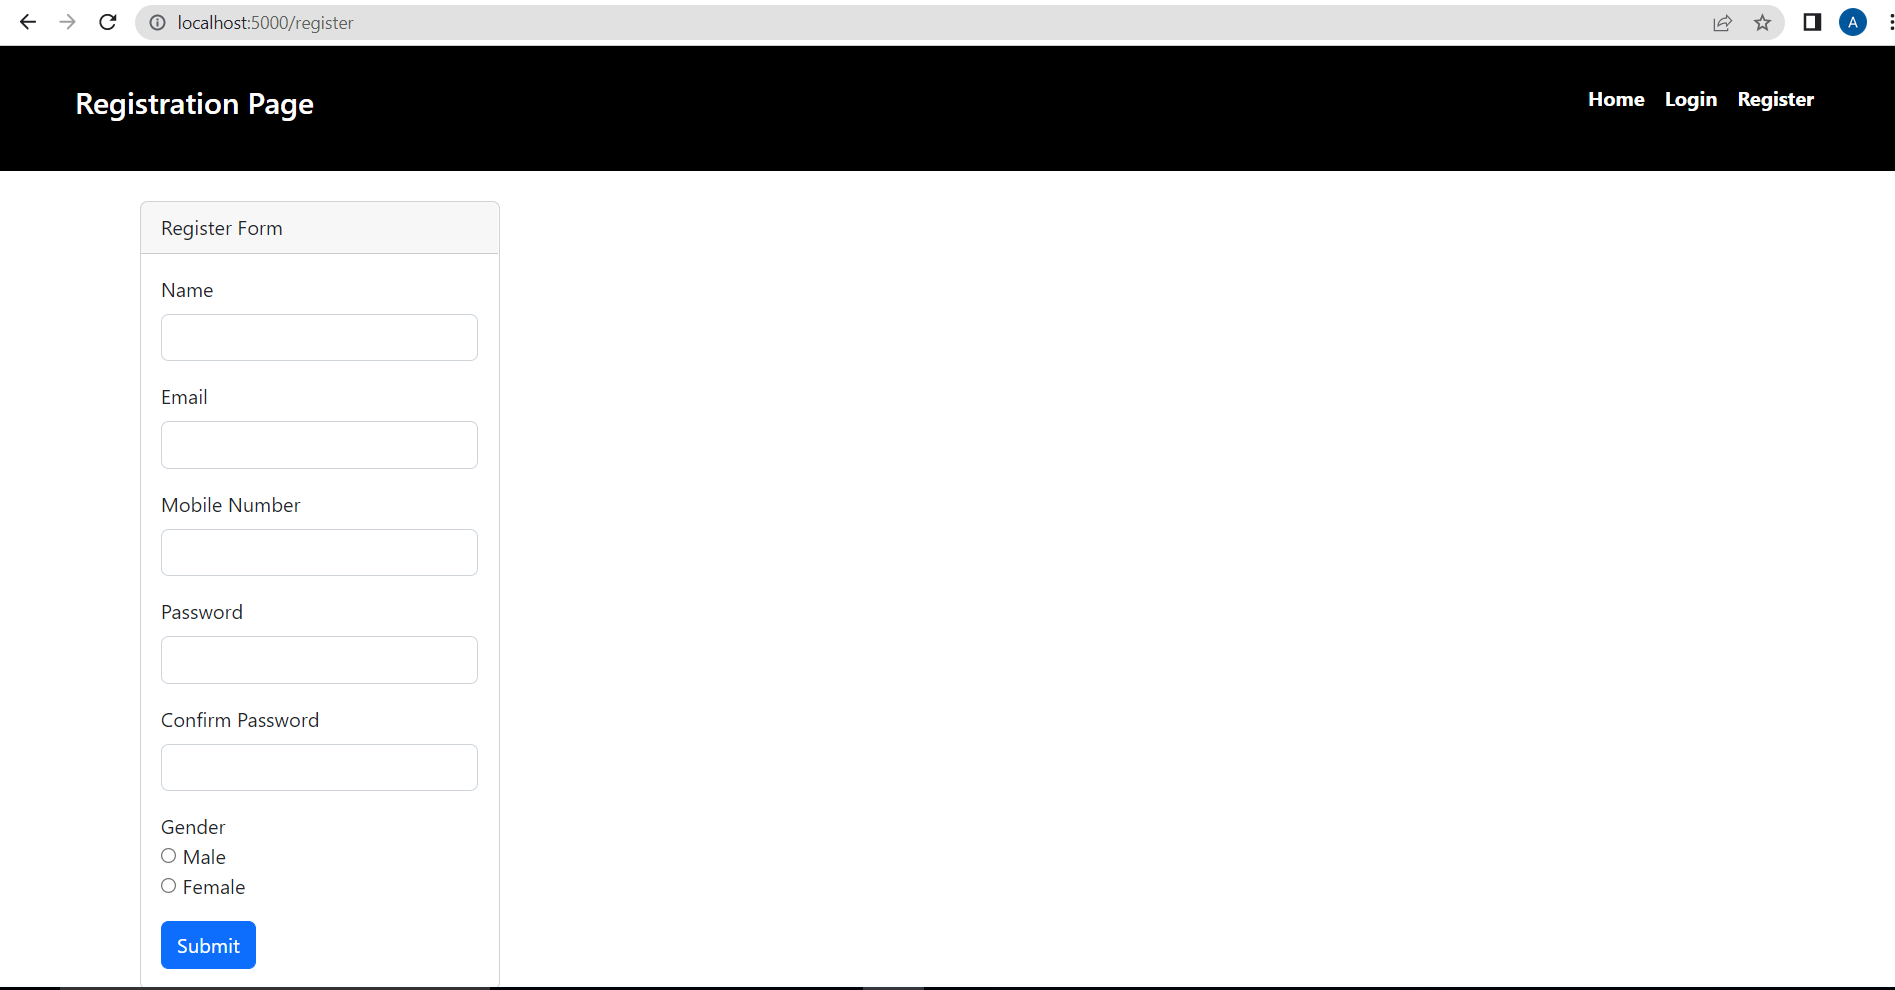 localhost:5000/register
A
Registration Page
Home Login Register
Register Form
Name
Email
Mobile Number
Password
Confirm Password
Gender
Male
Female
Submit